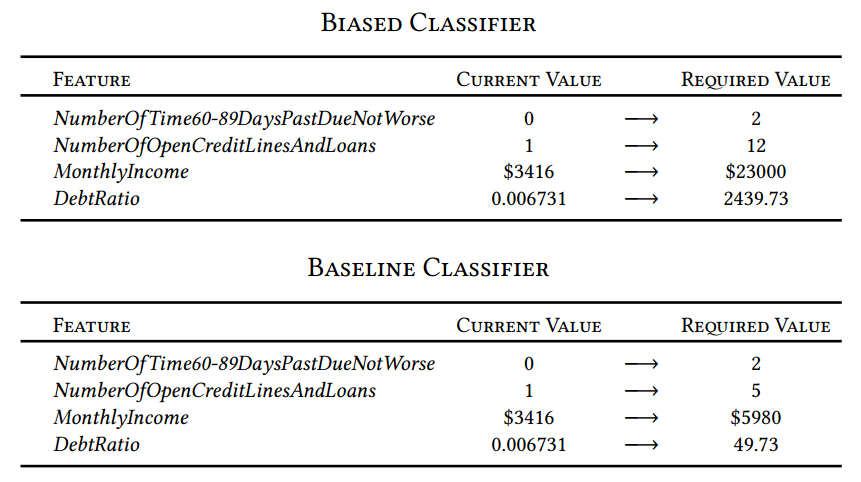 BIASED CLASSIFIER
FEATURE CURRENT VALUE REQUIRED VALUE
NumberOfTime60-89DaysPastDueNotWorse 0 ⟶ 2
NumberOfOpenCreditLinesAndLoans 1 ⟶ 12
MonthlyIncome $3416 ⟶ $23000
DebtRatio 0.006731 ⟶ 2439.73
BASELINE CLASSIFIER
FEATURE CURRENT VALUE REQUIRED VALUE
NumberOfTime60-89DaysPastDueNotWorse 0 ⟶ 2
NumberOfOpenCreditLinesAndLoans 1 ⟶ 5
MonthlyIncome $3416 ⟶ $5980
DebtRatio 0.006731 ⟶ 49.73